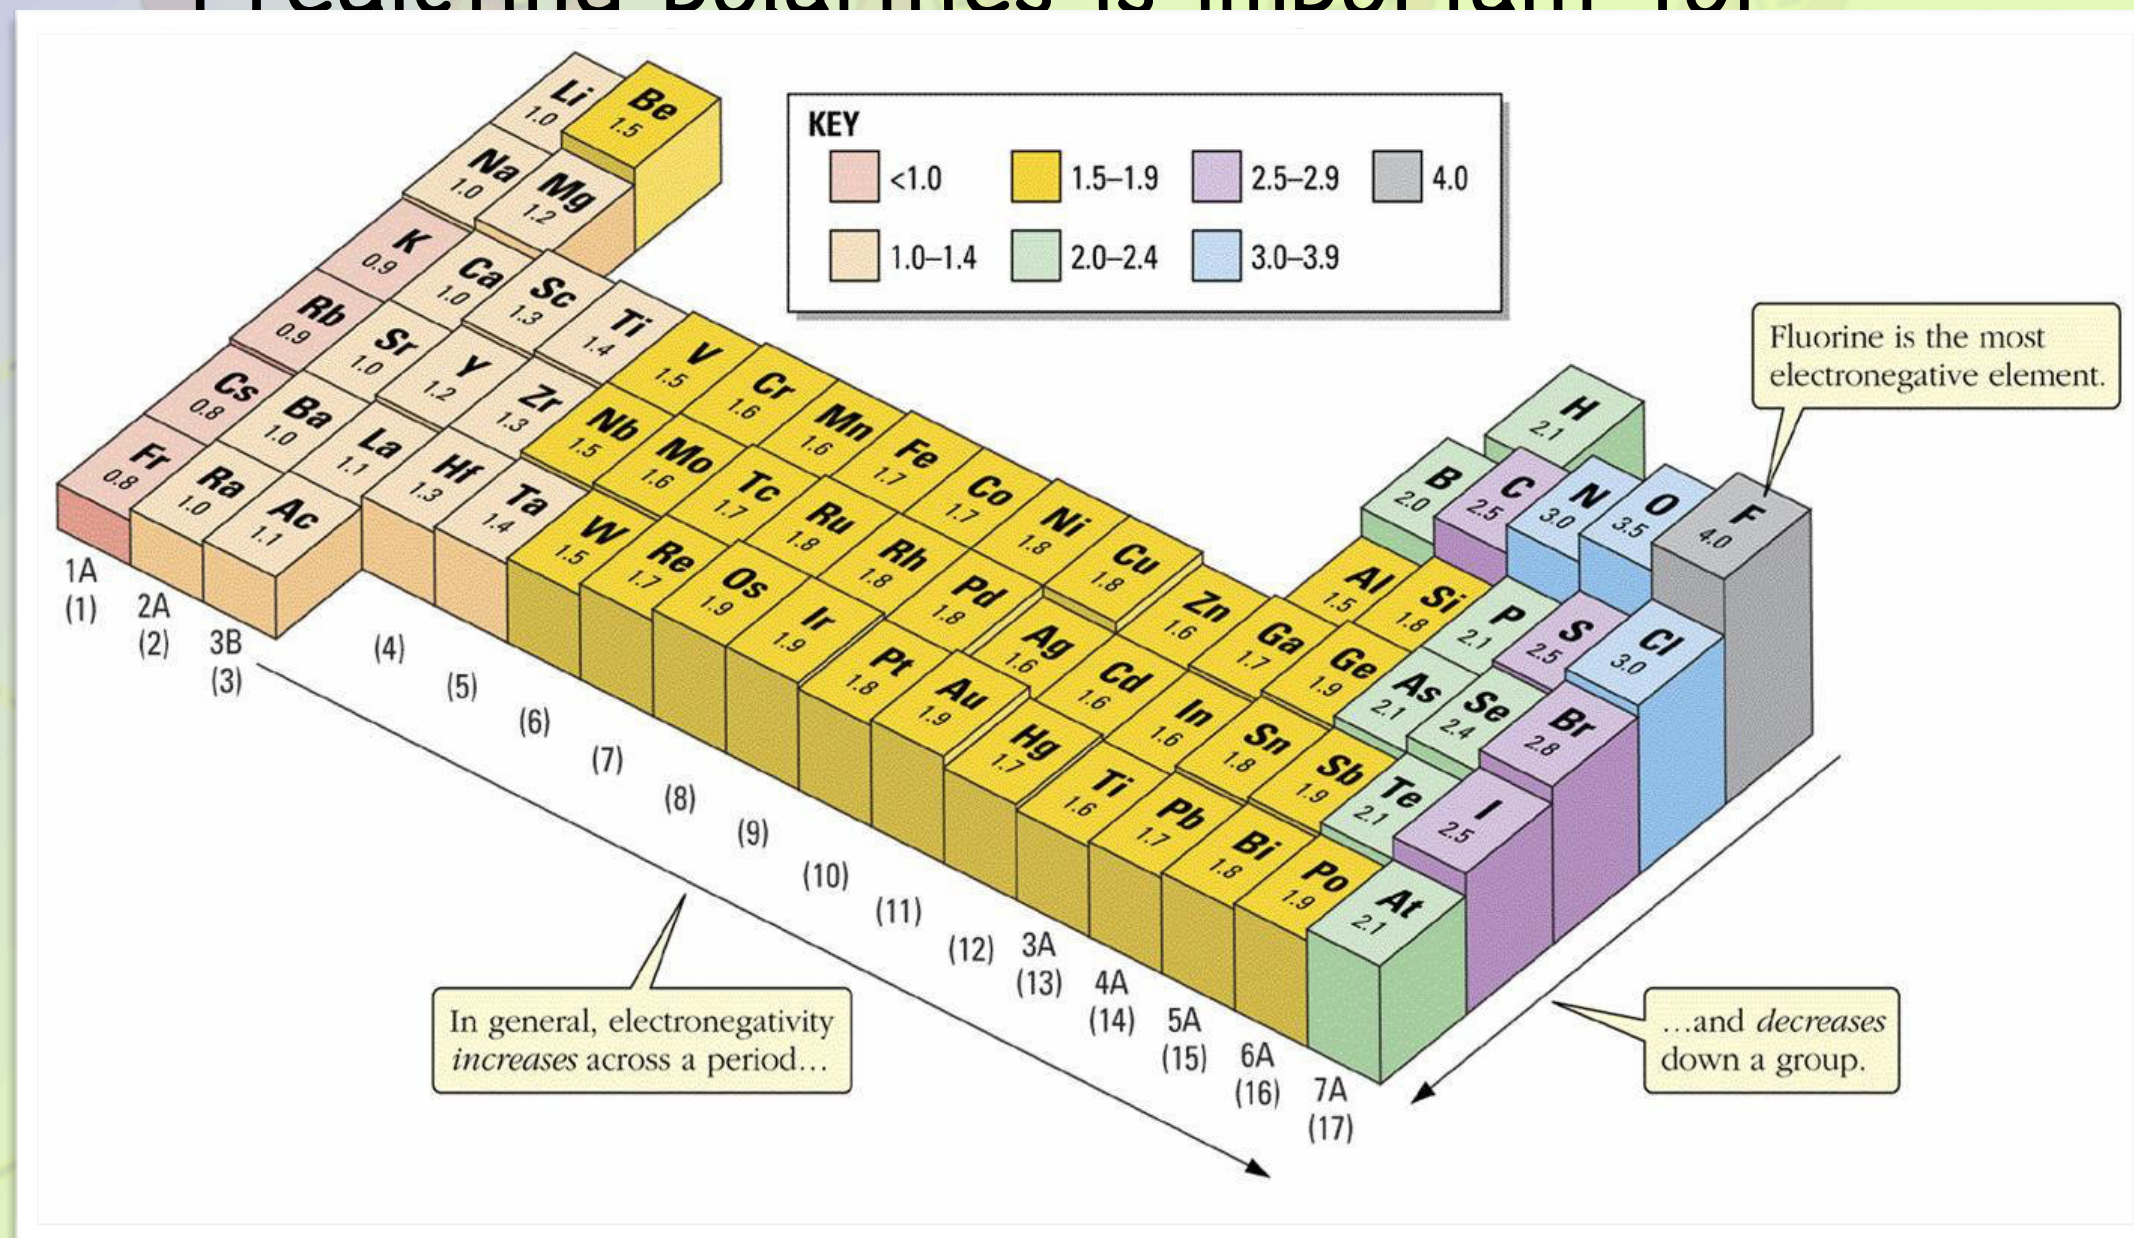 Predicting polarities is important for
KEY
<1.0
1.5–1.9
2.5–2.9
4.0
1.0–1.4
2.0–2.4
3.0–3.9
Fluorine is the most
electronegative element.
H
2.1
Li
1.0
Be
1.5
B
2.0
C
2.5
N
3.0
O
3.5
F
4.0
Na
1.0
Mg
1.2
Al
1.5
Si
1.8
P
2.1
S
2.5
Cl
3.0
K
0.9
Ca
1.0
Sc
1.3
Ti
1.4
V
1.5
Cr
1.6
Mn
1.6
Fe
1.7
Co
1.7
Ni
1.8
Cu
1.8
Zn
1.6
Ga
1.7
Ge
1.9
As
2.1
Se
2.4
Br
2.8
Rb
0.9
Sr
1.0
Y
1.2
Zr
1.3
Nb
1.5
Mo
1.6
Tc
1.7
Ru
1.8
Rh
1.8
Pd
1.8
Ag
1.6
Cd
1.6
In
1.6
Sn
1.8
Sb
1.9
Te
2.1
I
2.5
Cs
0.8
Ba
1.0
La
1.1
Hf
1.3
Ta
1.4
W
1.5
Re
1.7
Os
1.9
Ir
1.9
Pt
1.8
Au
1.9
Hg
1.7
Ti
1.6
Pb
1.7
Bi
1.8
Po
1.9
At
2.1
Fr
0.8
Ra
1.0
Ac
1.1
1A
(1)
2A
(2)
3B
(3)
(4)
(5)
(6)
(7)
(8)
(9)
(10)
(11)
(12)
3A
(13)
4A
(14)
5A
(15)
6A
(16)
7A
(17)
In general, electronegativity
increases across a period...
...and decreases
down a group.